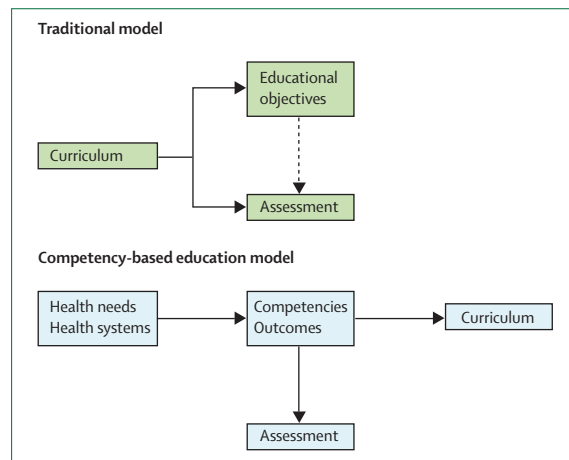 Traditional model
Educational
objectives
Curriculum
Assessment
Competency-based education model
Health needs
Health systems
Competencies
Outcomes
Curriculum
Assessment